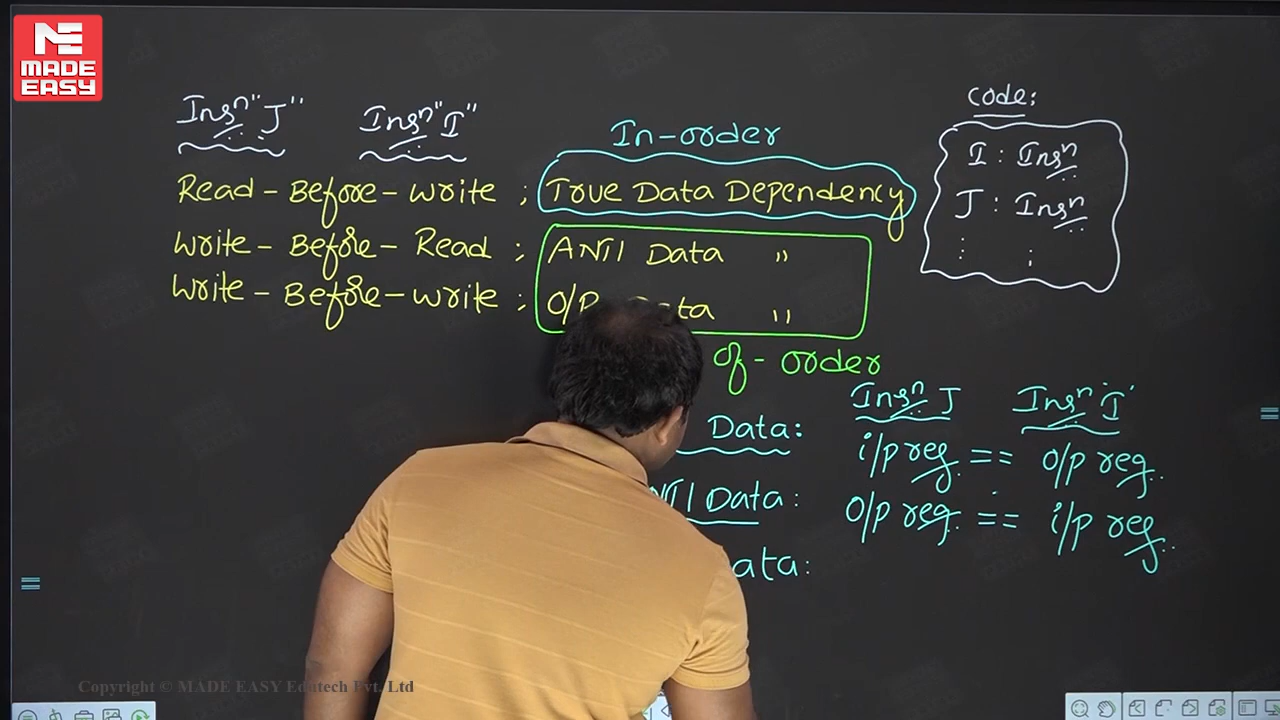 MADE
EASY
code:
Insn "J" Insn "I"
In-order
I : Insn
Read - Before - Write ; True Data Dependency
J : Insn
Write - Before - Read ; ANTI Data "
: :
Write - Before - Write ; O/P Data "
of - order
Insn J Insn 'I'
Data: i/p reg == O/P reg
Data: O/P reg == i/p reg
ata:
Copyright © MADE EASY Edutech Pvt. Ltd